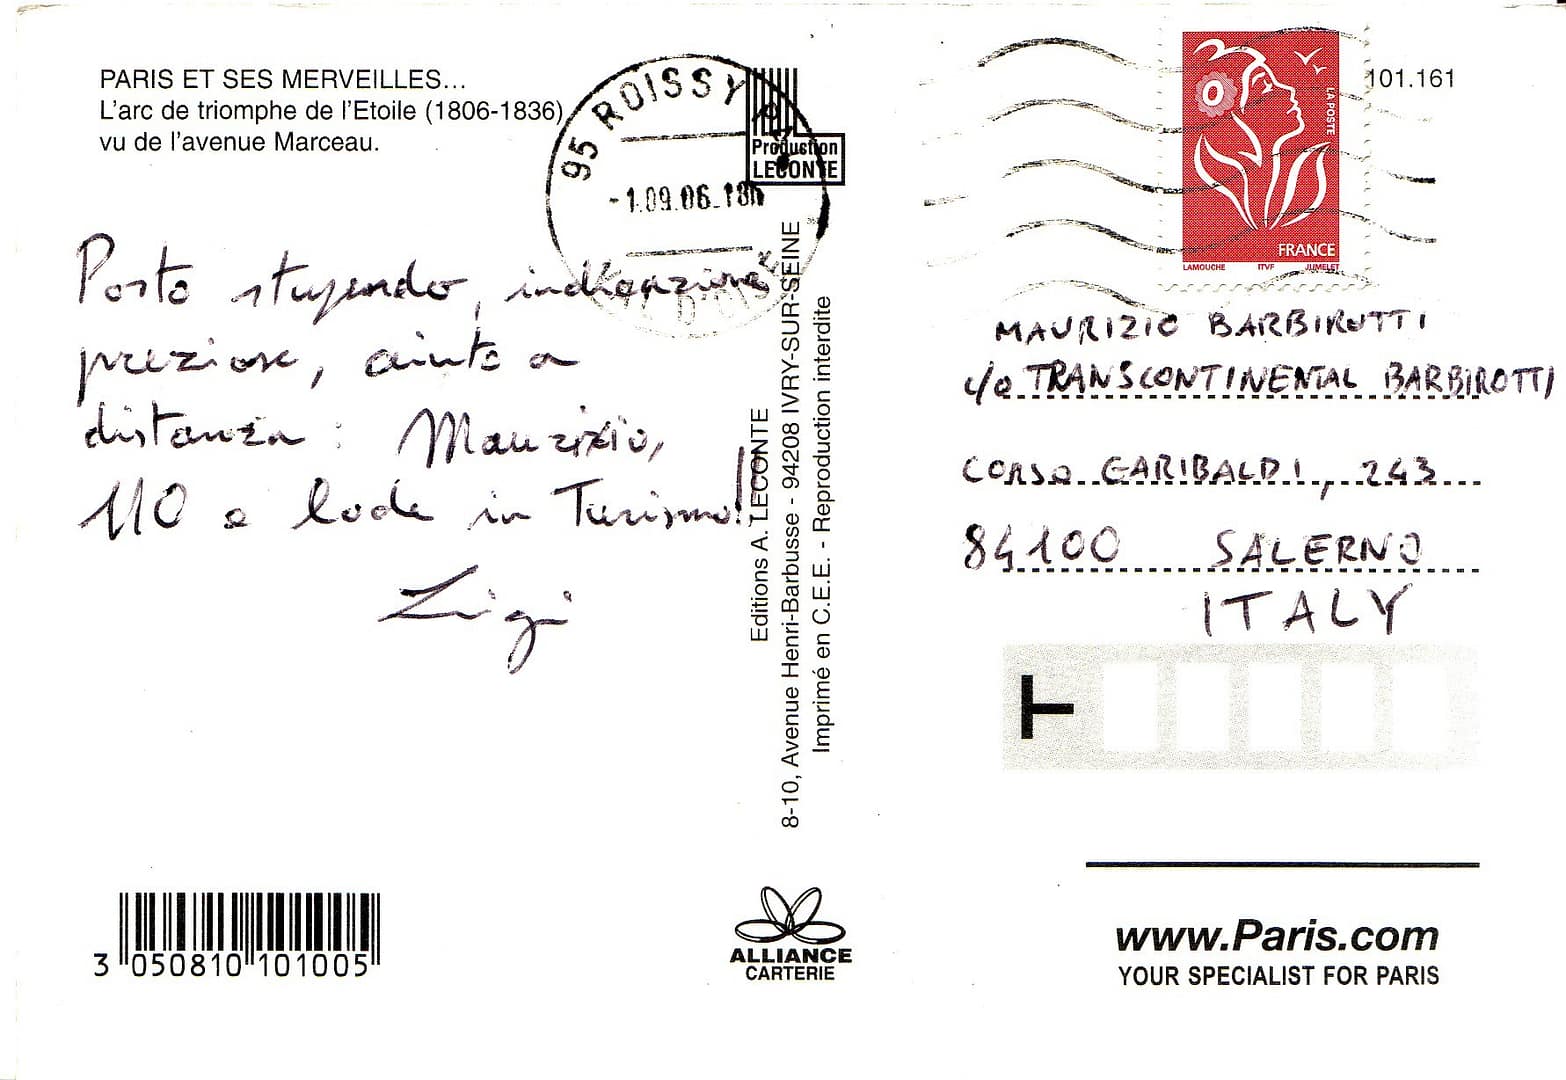 PARIS ET SES MERVEILLES...
L'arc de triomphe de l'Etoile (1806-1836)
vu de l'avenue Marceau.
95 ROISSY
-1.09.06.18h
Production
LECONTE
101.161
LA POSTE
FRANCE
LAMOUCHE ITVF JUMELET
Posto stupendo, indicazioni
preziose, aiuto a
distanza: Maurizio,
110 e lode in Turismo!
Luigi
Editions A. LECONTE
8-10, Avenue Henri-Barbusse - 94208 IVRY-SUR-SEINE
Imprimé en C.E.E. - Reproduction interdite
MAURIZIO BARBIROTTI
c/o TRANSCONTINENTAL BARBIROTTI
CORSO GARIBALDI, 243
84100 SALERNO
ITALY
3 050810 101005
ALLIANCE
CARTERIE
www.Paris.com
YOUR SPECIALIST FOR PARIS